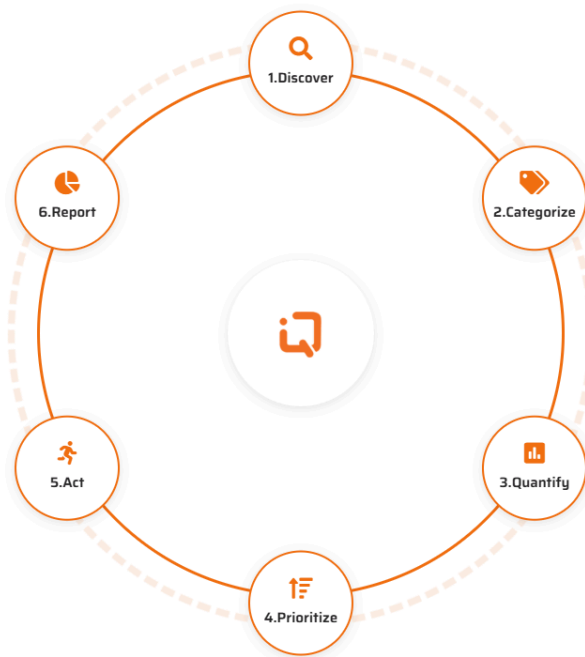 1.Discover
2.Categorize
3.Quantify
4.Prioritize
5.Act
6.Report